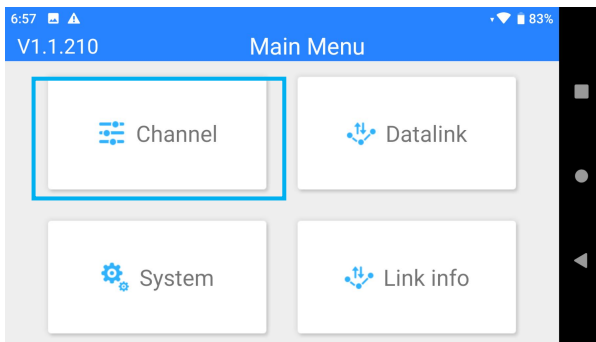 6:57 83%
V1.1.210 Main Menu
Channel Datalink
System Link info